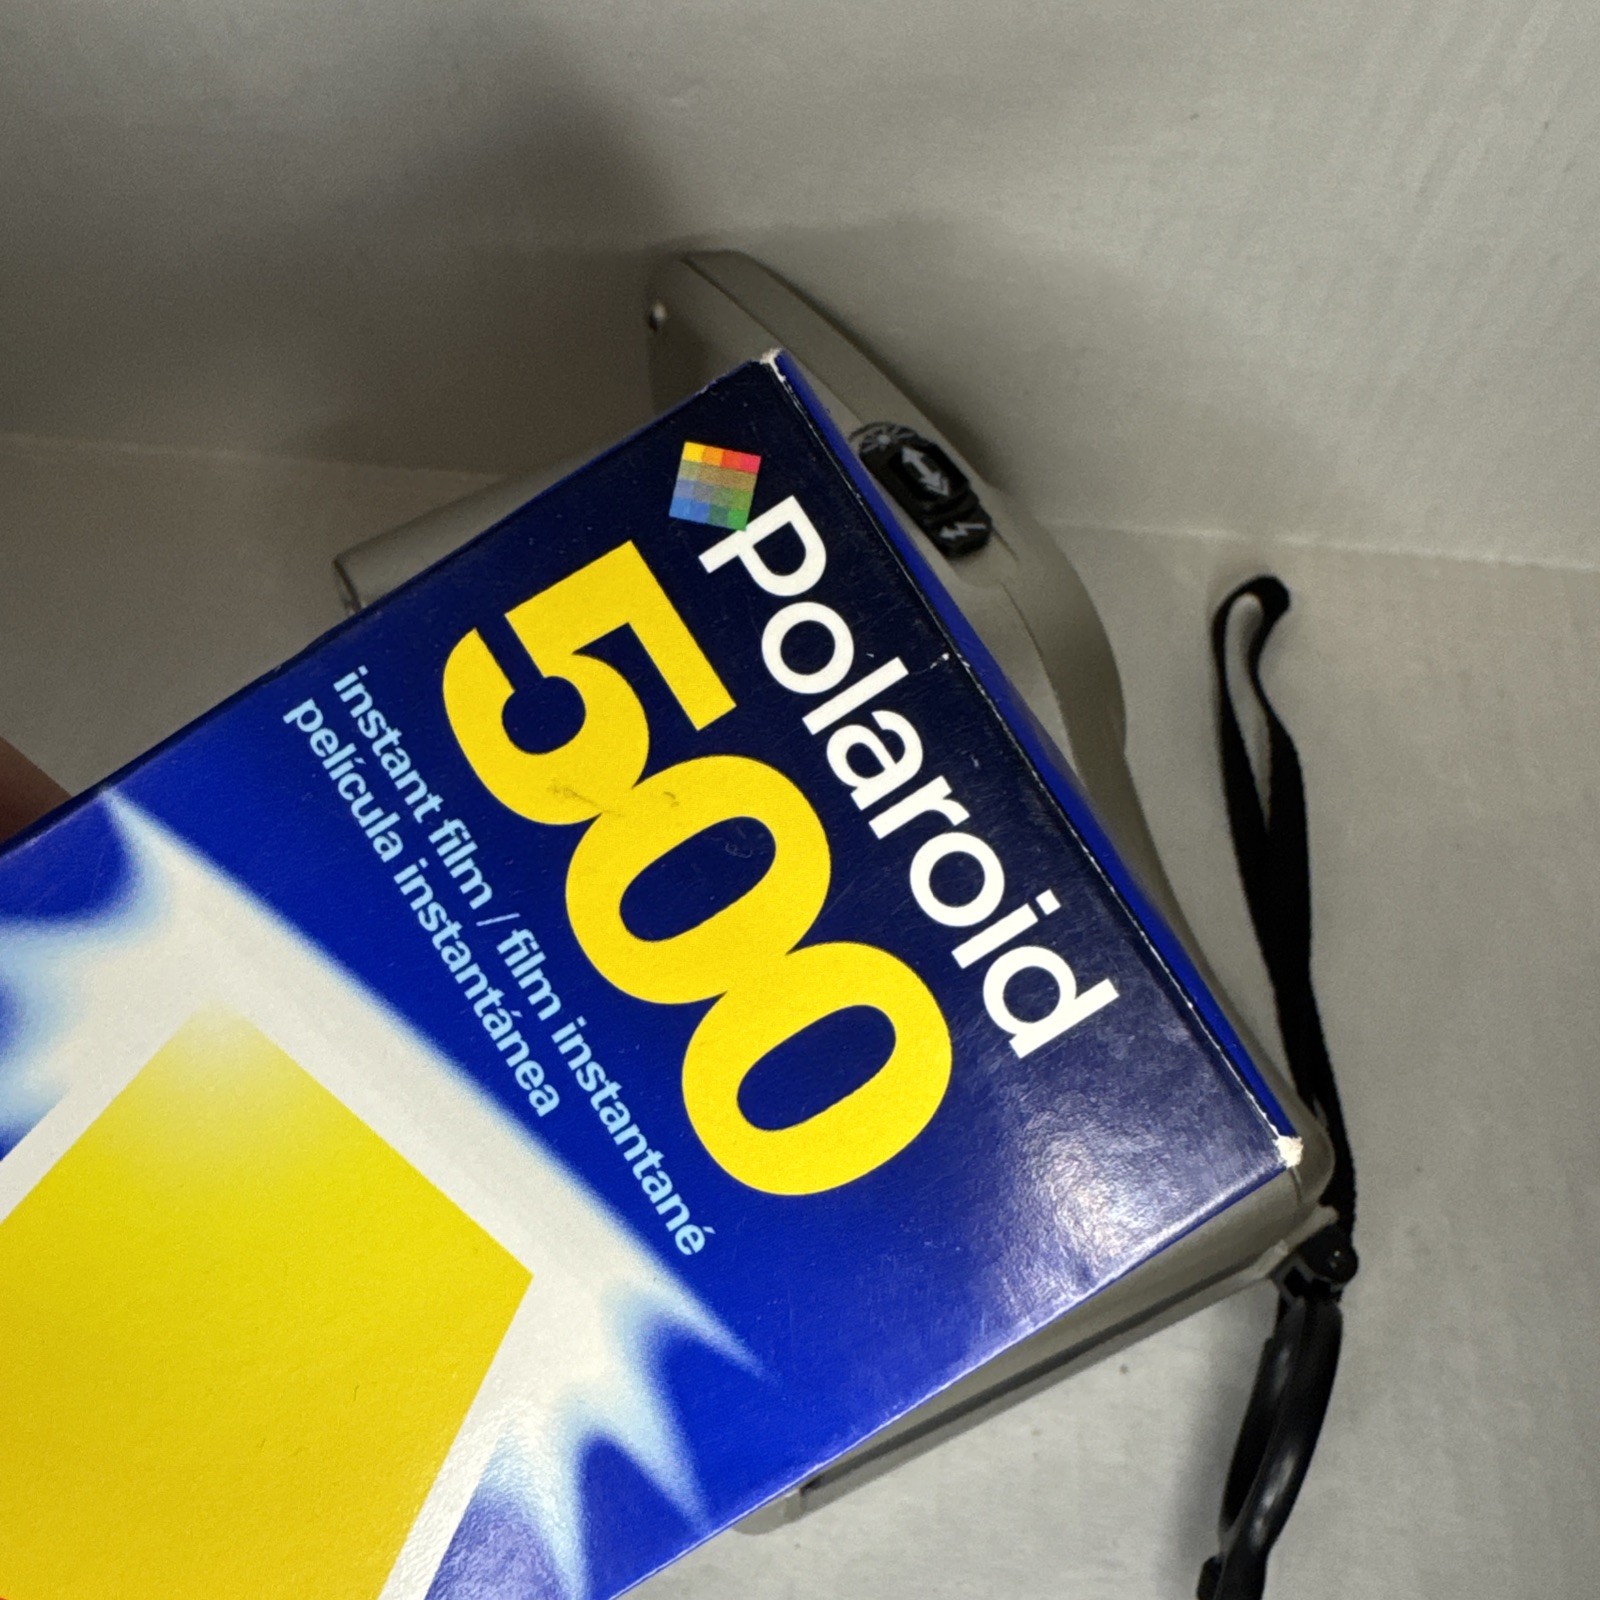 Polaroid
500
instant film / film instantané
película instantánea